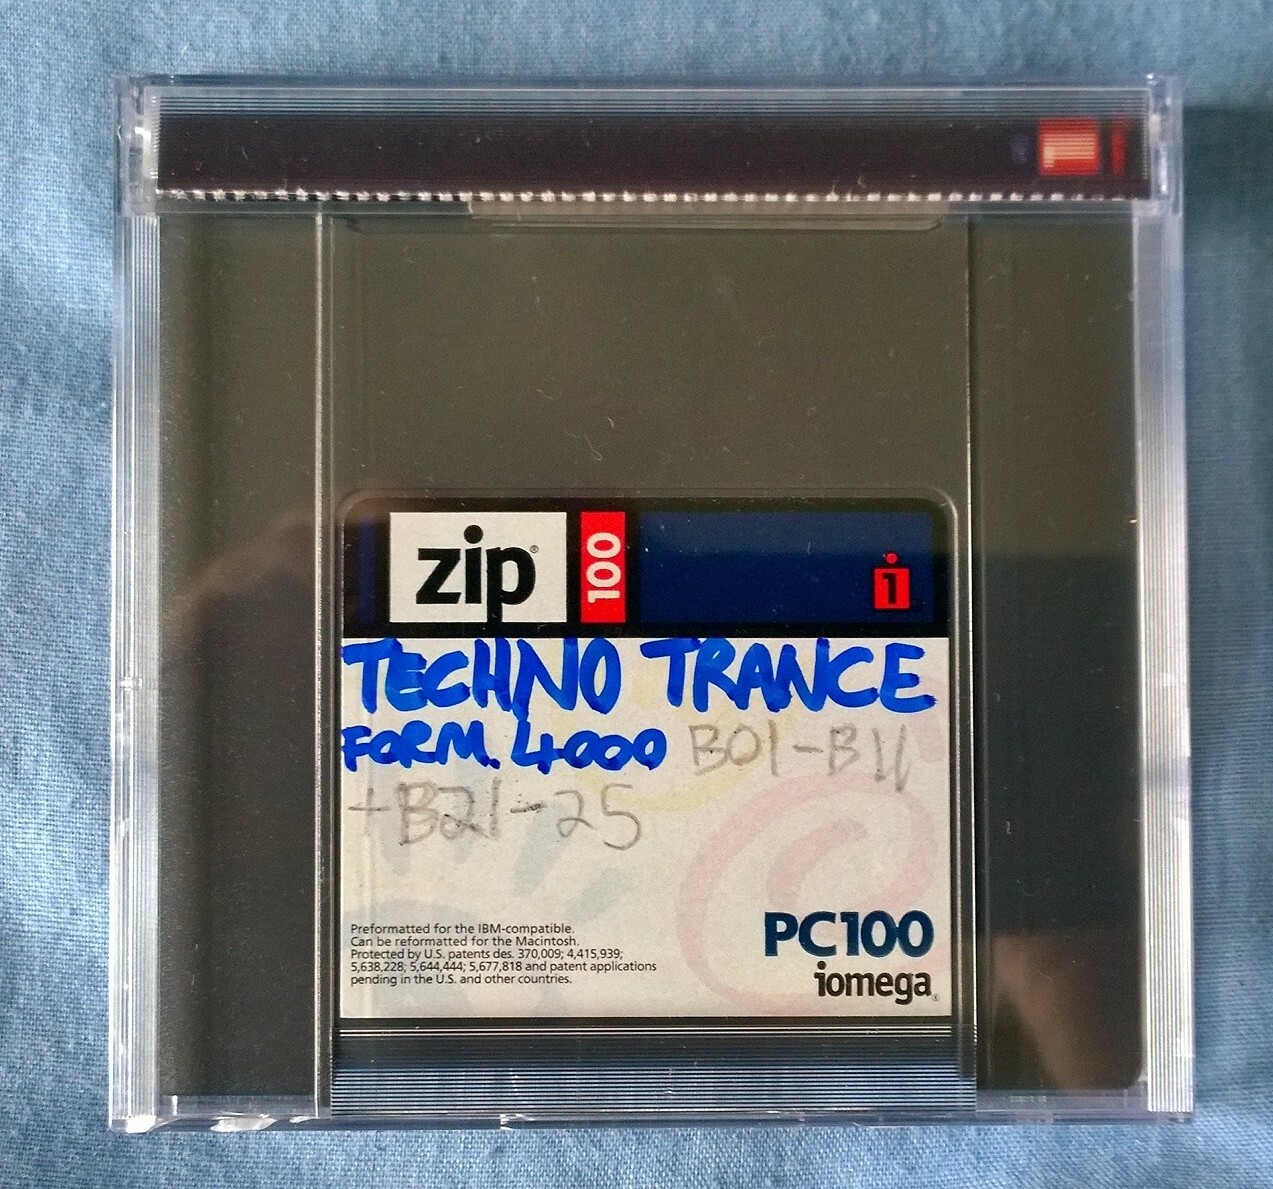 zip®
100
TECHNO TRANCE
FORM. 4000 B01-B11
+B21-25
Preformatted for the IBM-compatible.
Can be reformatted for the Macintosh.
Protected by U.S. patents des. 370,009; 4,415,939;
5,638,228; 5,644,444; 5,677,818 and patent applications
pending in the U.S. and other countries.
PC100
iomega®